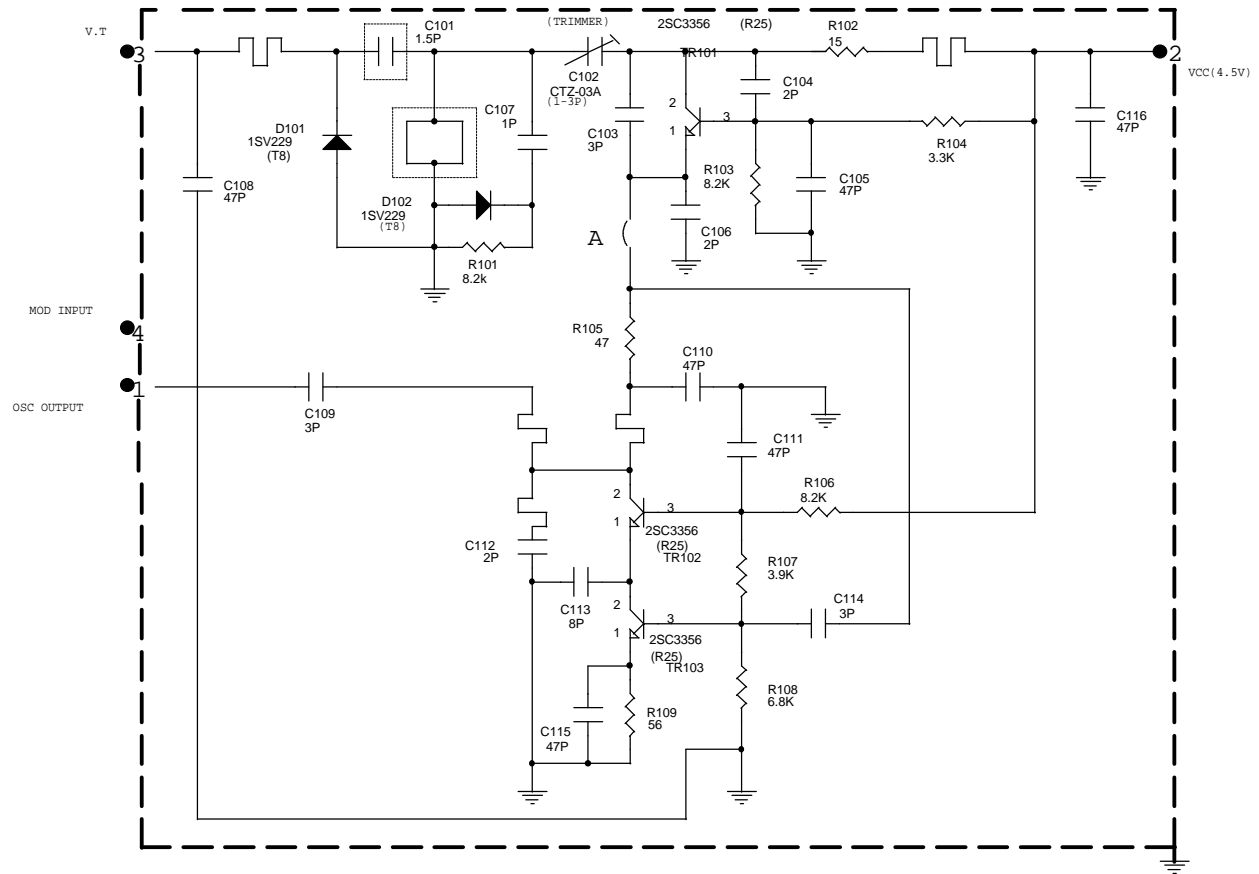 (TRIMMER)
2SC3356
(R25)
TR101
C101
1.5P
R102
15
V.T
3
2
VCC(4.5V)
C102
CTZ-03A
(1-3P)
C104
2P
C107
1P
2
1
3
C103
3P
C116
47P
D101
1SV229
(T8)
R104
3.3K
R103
8.2K
C105
47P
C108
47P
D102
1SV229
(T8)
C106
2P
A
R101
8.2k
MOD INPUT
4
R105
47
C110
47P
1
OSC OUTPUT
C109
3P
C111
47P
R106
8.2K
2
1
3
2SC3356
(R25)
TR102
C112
2P
R107
3.9K
C113
8P
C114
3P
2
1
3
2SC3356
(R25)
TR103
R108
6.8K
R109
56
C115
47P